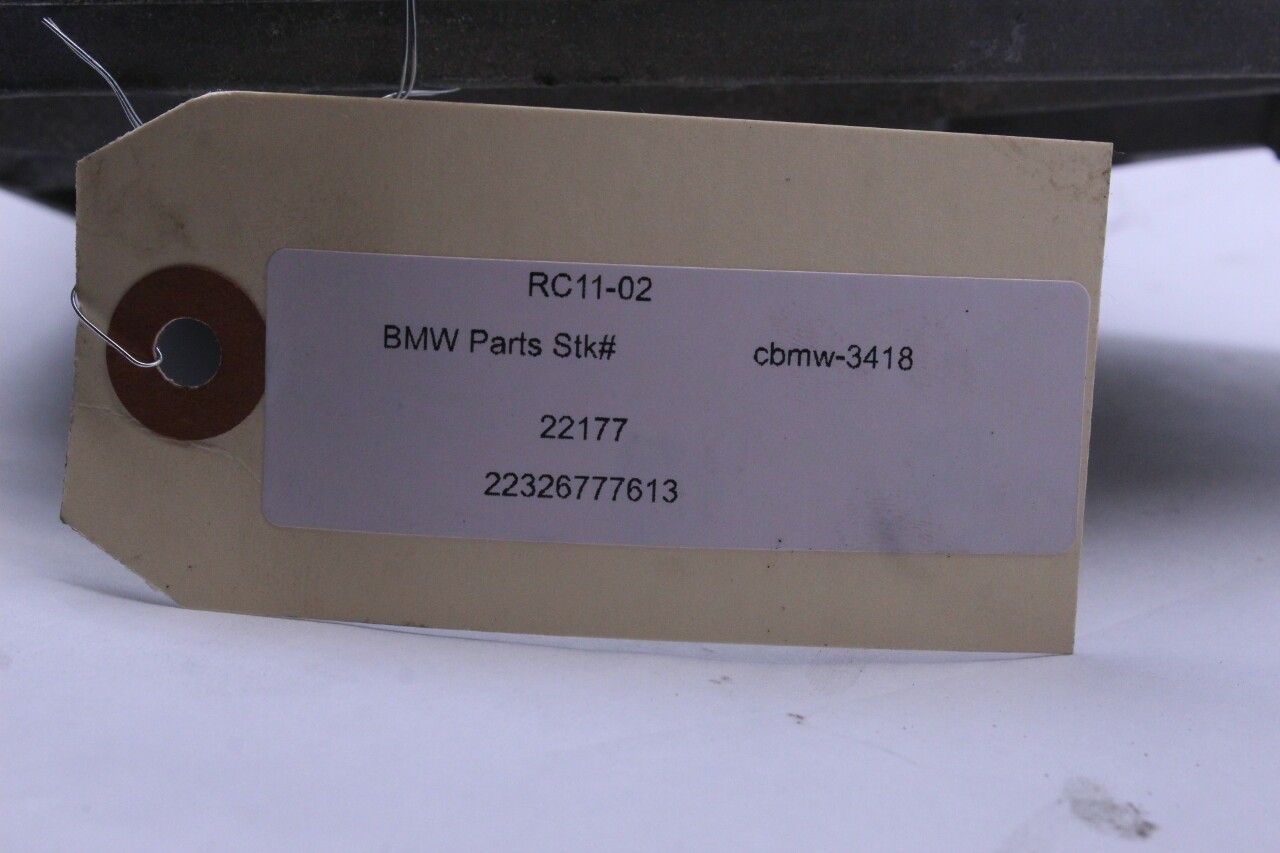 RC11-02
BMW Parts Stk# cbmw-3418
22177
22326777613